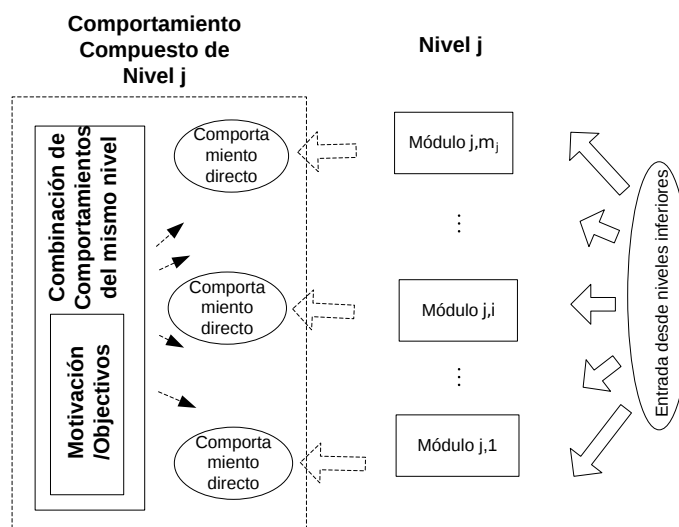 Comportamiento
Compuesto de
Nivel j
Nivel j
Combinación de
Comportamientos
del mismo nivel
Motivación
/Objectivos
Comporta
miento
directo
Módulo j,mj
⋮
Comporta
miento
directo
Módulo j,i
⋮
Comporta
miento
directo
Módulo j,1
Entrada desde niveles inferiores